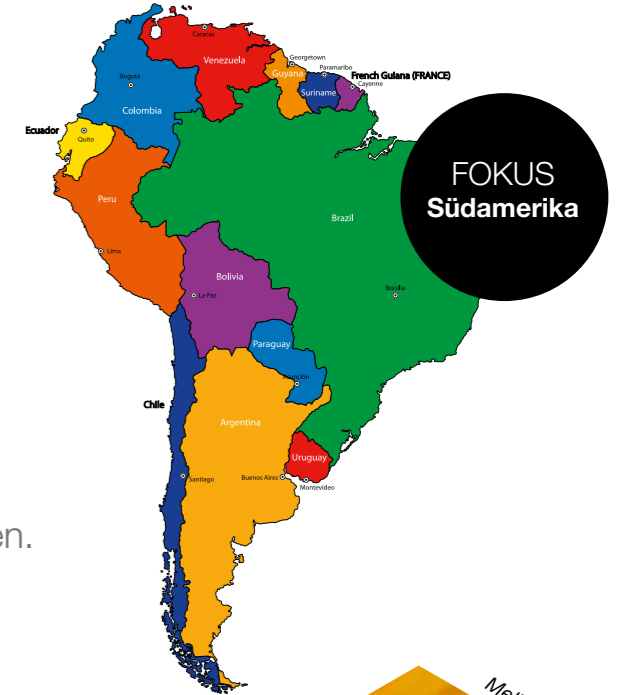 Caracas
Venezuela
Georgetown
Guyana
Paramaribo
Suriname
French Guiana (FRANCE)
Cayenne
Bogota
Colombia
Ecuador
Quito
FOKUS
Südamerika
Peru
Brazil
Lima
Bolivia
La Paz
Brasilia
Paraguay
Asunción
Chile
Argentina
Uruguay
Santiago
Buenos Aires
Montevideo
en.